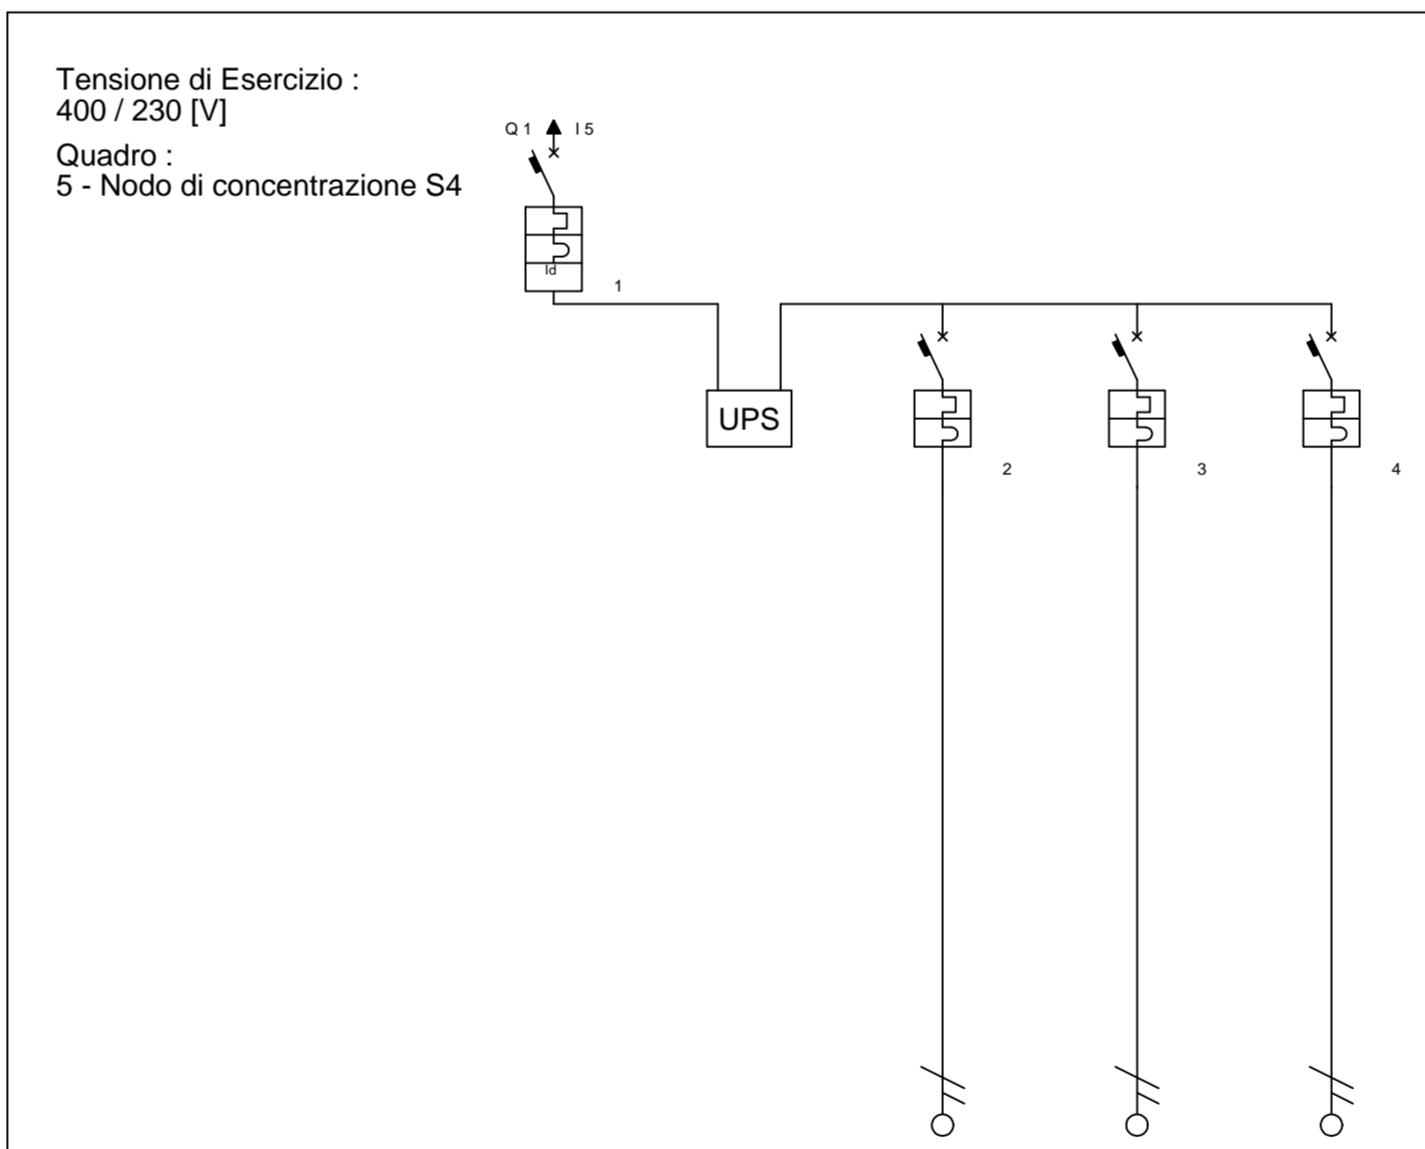 Tensione di Esercizio :
400 / 230 [V]
Quadro :
5 - Nodo di concentrazione S4
Q 1 I 5
Id
1
UPS
2
3
4